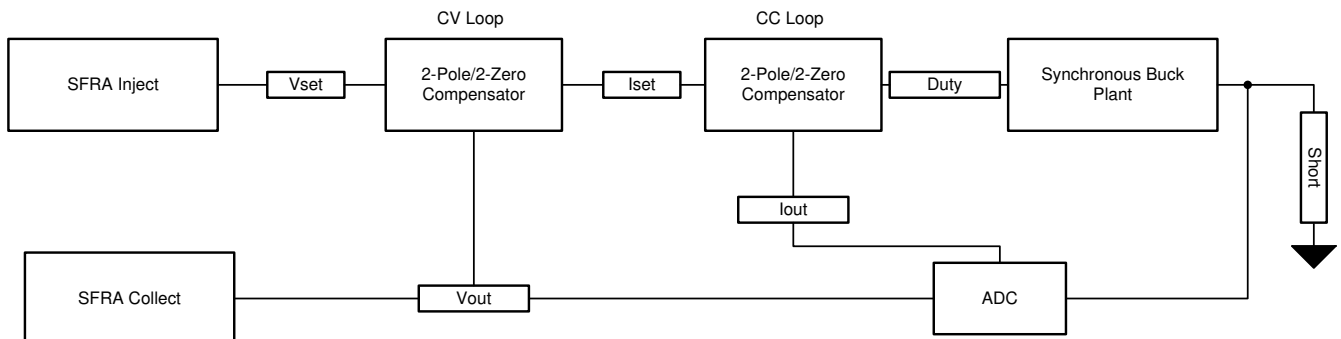 CV Loop
CC Loop
SFRA Inject
Vset
2-Pole/2-Zero
Compensator
Iset
2-Pole/2-Zero
Compensator
Duty
Synchronous Buck
Plant
Short
Iout
SFRA Collect
Vout
ADC